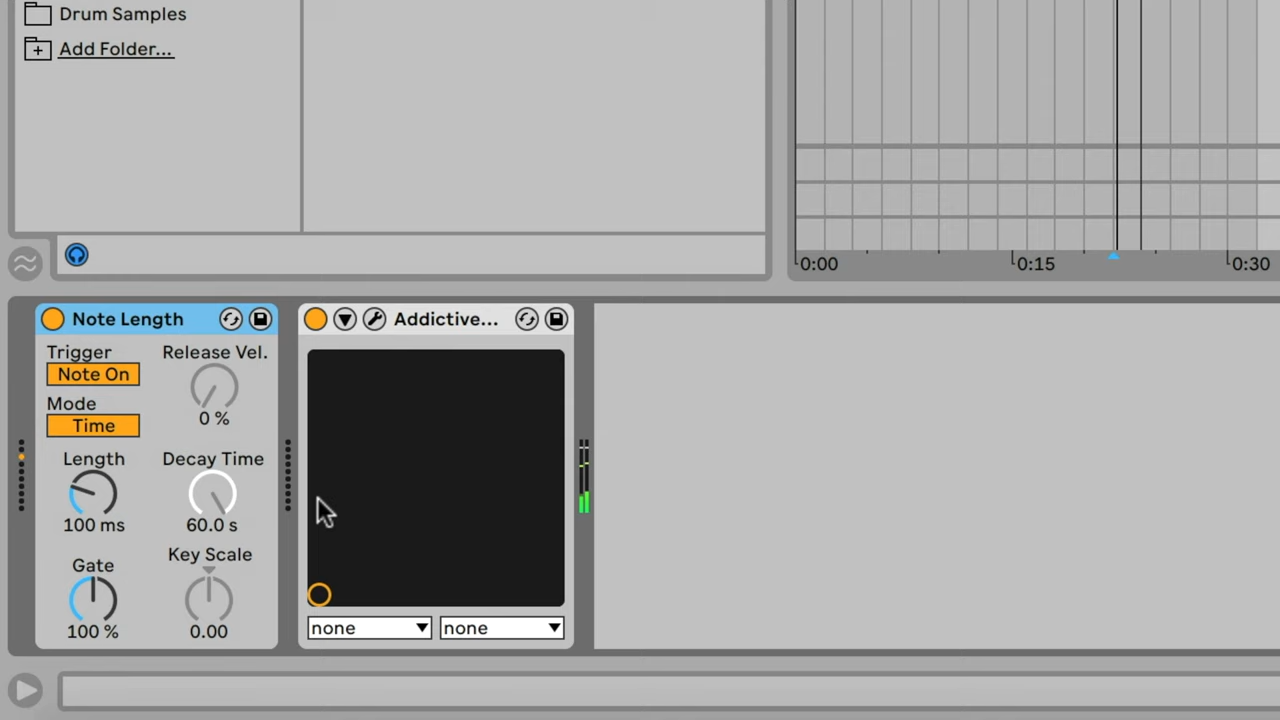 Drum Samples
Add Folder...
0:00
0:15
0:30
Note Length
Addictive...
Trigger
Release Vel.
Note On
0 %
Mode
Time
Length
Decay Time
100 ms
60.0 s
Gate
Key Scale
100 %
0.00
none
none